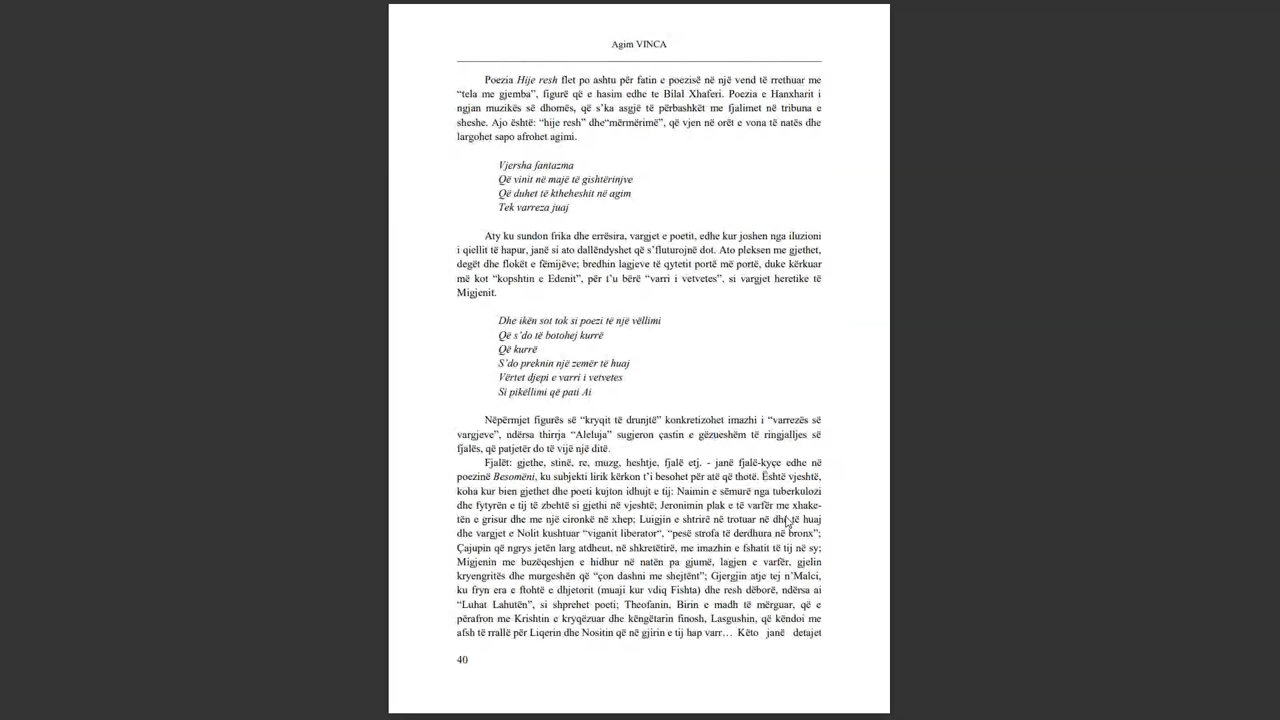 Agim VINCA
Poezia Hije resh flet po ashtu për fatin e poezisë në një vend të rrethuar me
“tela me gjemba”, figurë që e hasim edhe te Bilal Xhaferi. Poezia e Hanxharit i
ngjan muzikës së dhomës, që s’ka asgjë të përbashkët me fjalimet në tribuna e
sheshe. Ajo është: “hije resh” dhe“mërmërimë”, që vjen në orët e vona të natës dhe
largohet sapo afrohet agimi.
Vjersha fantazma
Që vinit në majë të gishtërinjve
Që duhet të ktheheshit në agim
Tek varreza juaj
Aty ku sundon frika dhe errësira, vargjet e poetit, edhe kur joshen nga iluzioni
i qiellit të hapur, janë si ato dallëndyshet që s’fluturojnë dot. Ato pleksen me gjethet,
degët dhe flokët e fëmijëve; bredhin lagjeve të qytetit portë më portë, duke kërkuar
më kot “kopshtin e Edenit”, për t’u bërë “varri i vetvetes”, si vargjet heretike të
Migjenit.
Dhe ikën sot tok si poezi të një vëllimi
Që s’do të botohej kurrë
Që kurrë
S’do preknin një zemër të huaj
Vërtet djepi e varri i vetvetes
Si pikëllimi që pati Ai
Nëpërmjet figurës së “kryqit të drunjtë” konkretizohet imazhi i “varrezës së
vargjeve”, ndërsa thirrja “Aleluja” sugjeron çastin e gëzueshëm të ringjalljes së
fjalës, që patjetër do të vijë një ditë.
Fjalët: gjethe, stinë, re, muzg, heshtje, fjalë etj. - janë fjalë-kyçe edhe në
poezinë Besomëni, ku subjekti lirik kërkon t’i besohet për atë që thotë. Është vjeshtë,
koha kur bien gjethet dhe poeti kujton idhujt e tij: Naimin e sëmurë nga tuberkulozi
dhe fytyrën e tij të zbehtë si gjethi në vjeshtë; Jeronimin plak e të varfër me xhake-
tën e grisur dhe me një cironkë në xhep; Luigjin e shtrirë në trotuar në dhe të huaj
dhe vargjet e Nolit kushtuar “viganit liberator“, “pesë strofa të derdhura në bronx”;
Çajupin që ngrys jetën larg atdheut, në shkretëtirë, me imazhin e fshatit të tij në sy;
Migjenin me buzëqeshjen e hidhur në natën pa gjumë, lagjen e varfër, gjelin
kryengritës dhe murgeshën që “çon dashni me shejtënt”; Gjergjin atje tej n’Malci,
ku fryn era e ftohtë e dhjetorit (muaji kur vdiq Fishta) dhe resh dëborë, ndërsa ai
“Luhat Lahutën”, si shprehet poeti; Theofanin, Birin e madh të mërguar, që e
përafron me Krishtin e kryqëzuar dhe këngëtarin finosh, Lasgushin, që këndoi me
afsh të rrallë për Liqerin dhe Nositin që në gjirin e tij hap varr… Këto janë detajet
40